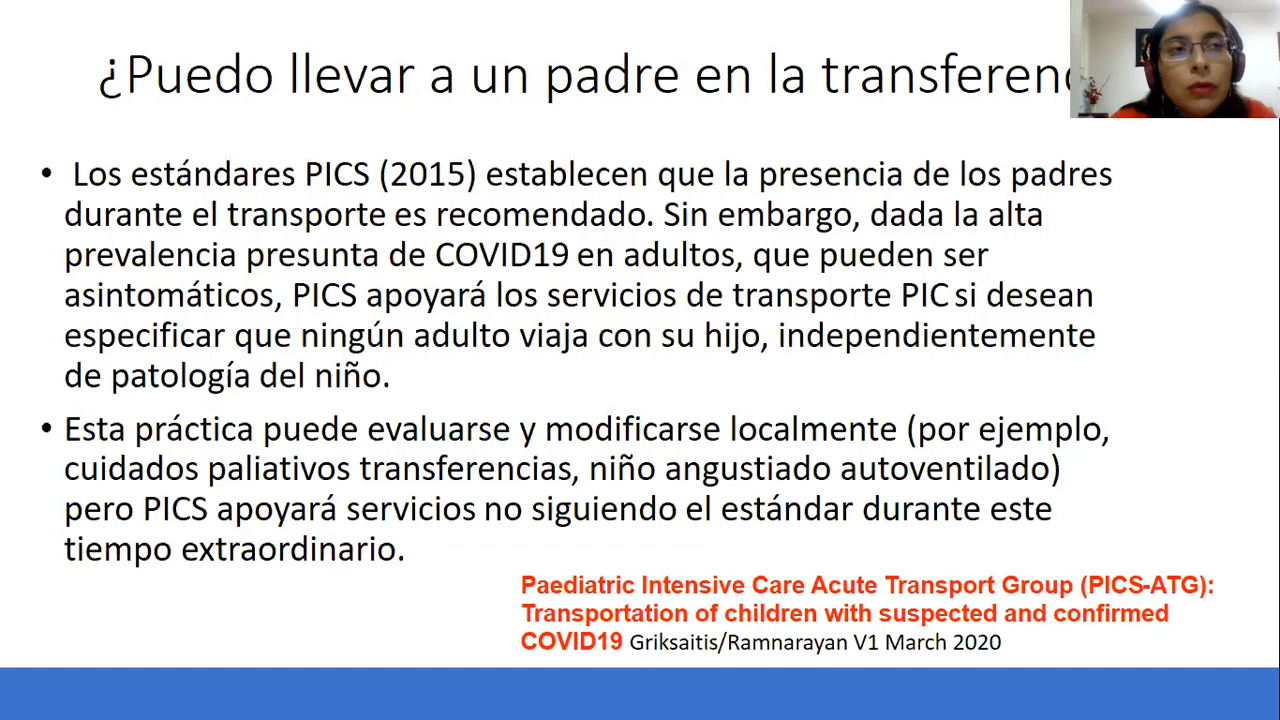 ¿Puedo llevar a un padre en la
• Los estándares PICS (2015) establecen que la presencia de los padres
durante el transporte es recomendado. Sin embargo, dada la alta
prevalencia presunta de COVID19 en adultos, que pueden ser
asintomáticos, PICS apoyará los servicios de transporte PIC si desean
especificar que ningún adulto viaja con su hijo, independientemente
de patología del niño.
• Esta práctica puede evaluarse y modificarse localmente (por ejemplo,
cuidados paliativos transferencias, niño angustiado autoventilado)
pero PICS apoyará servicios no siguiendo el estándar durante este
tiempo extraordinario.
Paediatric Intensive Care Acute Transport Group (PICS-ATG):
Transportation of children with suspected and confirmed
COVID19 Griksaitis/Ramnarayan V1 March 2020